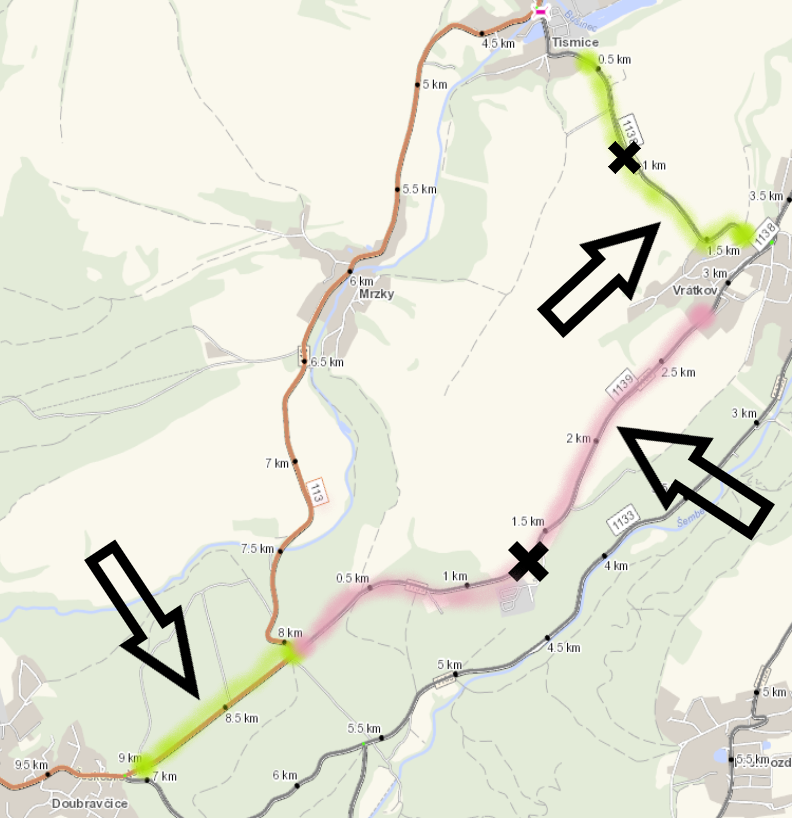 4.5 km
Tismice
0.5 km
5 km
1138
1 km
5.5 km
3.5 km
1138
1.5 km
6 km
3 km
Mrzky
Vrátkov
6.5 km
2.5 km
1139
3 km
2 km
7 km
113
1.5 km
1133
7.5 km
4 km
0.5 km
1 km
8 km
4.5 km
5 km
5 km
8.5 km
5.5 km
9 km
5.5 km
9.5 km
7 km
6 km
Doubravčice